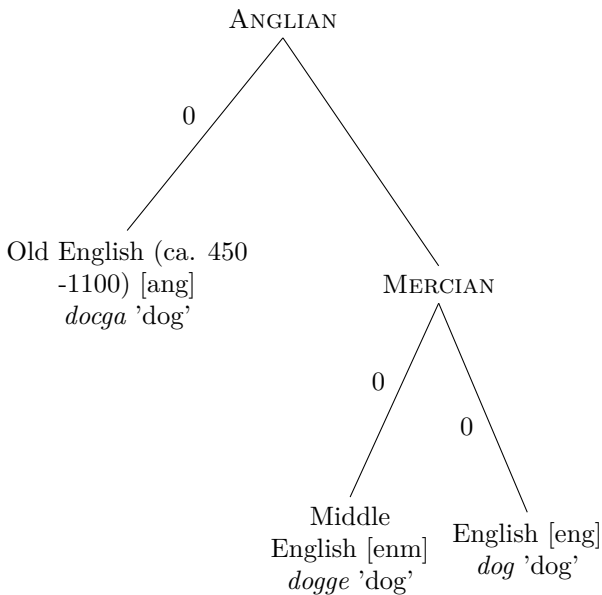 ANGLIAN
0
Old English (ca. 450
-1100) [ang]
docga 'dog'
MERCIAN
0
0
Middle
English [enm]
dogge 'dog'
English [eng]
dog 'dog'